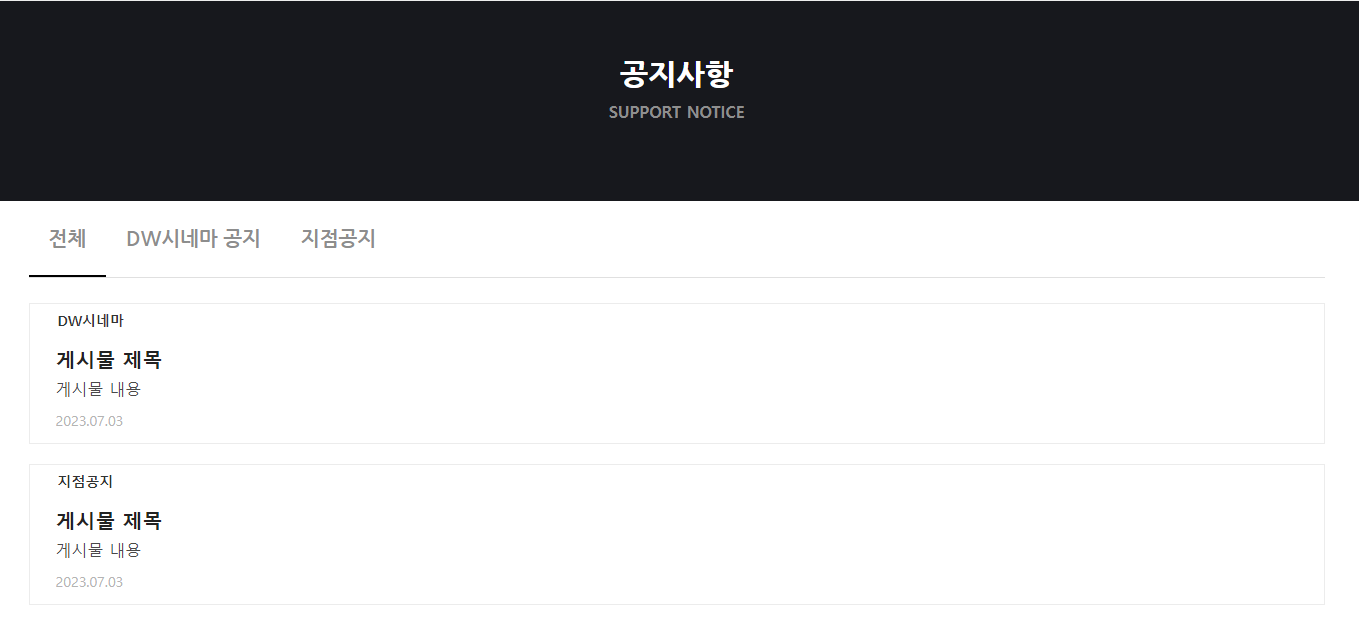 공지사항
SUPPORT NOTICE
전체 DW시네마 공지 지점공지
DW시네마
게시물 제목
게시물 내용
2023.07.03
지점공지
게시물 제목
게시물 내용
2023.07.03